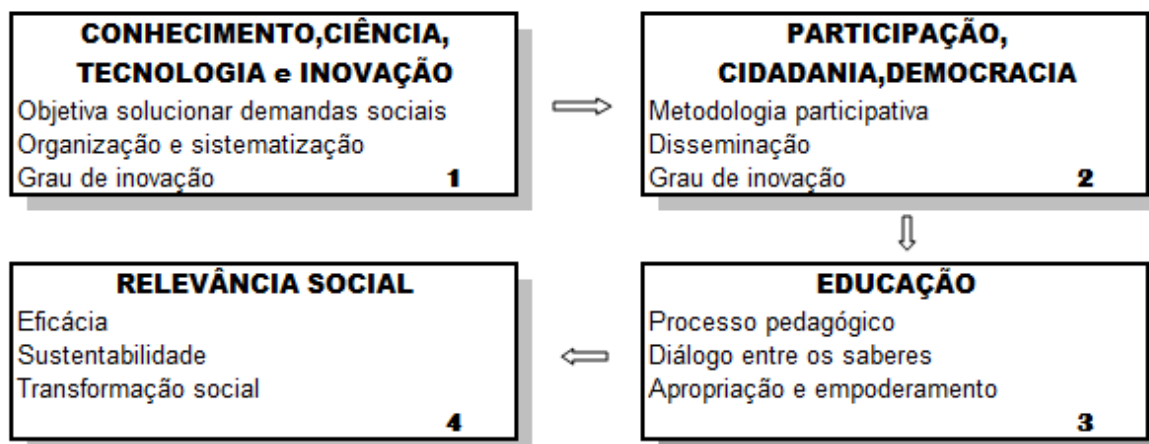 CONHECIMENTO,CIÊNCIA,
TECNOLOGIA e INOVAÇÃO
Objetiva solucionar demandas sociais
Organização e sistematização
Grau de inovação
1
PARTICIPAÇÃO,
CIDADANIA,DEMOCRACIA
Metodologia participativa
Disseminação
Grau de inovação
2
EDUCAÇÃO
Processo pedagógico
Diálogo entre os saberes
Apropriação e empoderamento
3
RELEVÂNCIA SOCIAL
Eficácia
Sustentabilidade
Transformação social
4